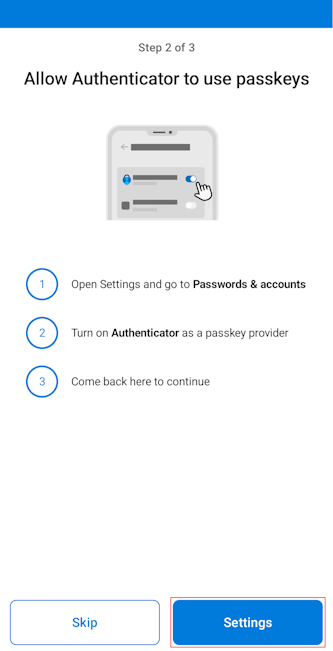 Step 2 of 3
Allow Authenticator to use passkeys
1 Open Settings and go to Passwords & accounts
2 Turn on Authenticator as a passkey provider
3 Come back here to continue
Skip Settings